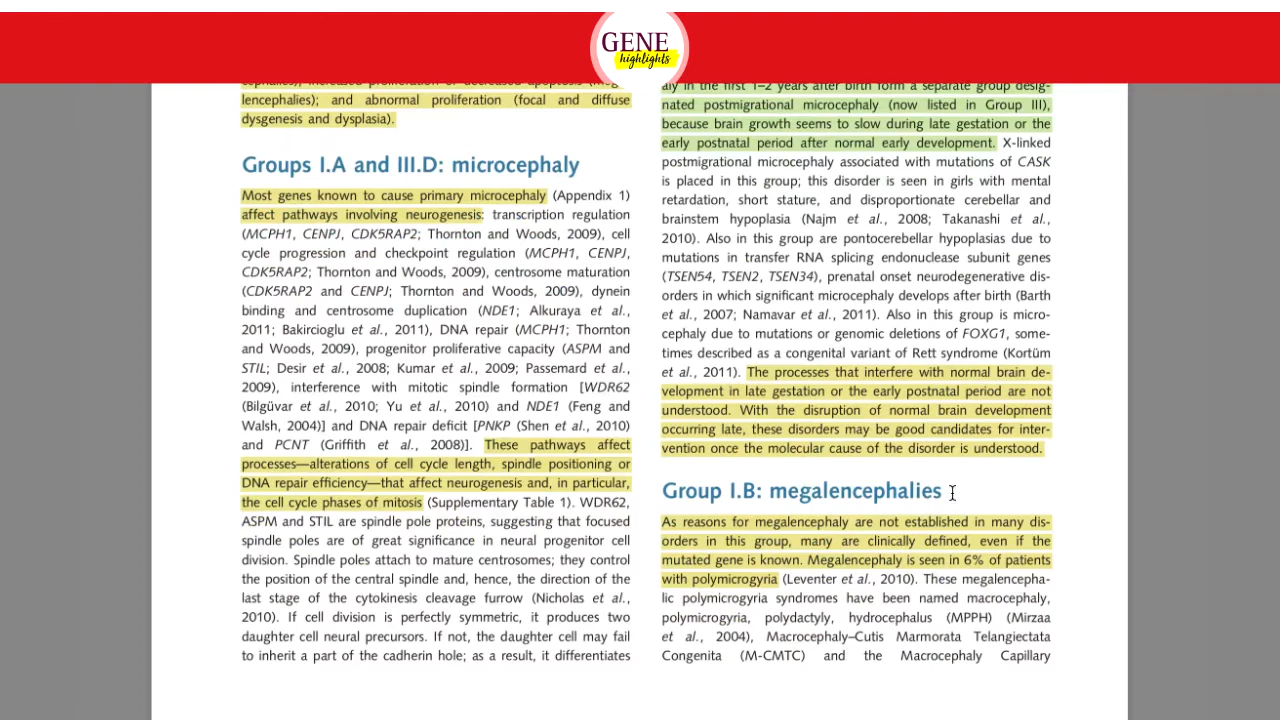 GENE
highlights
lencephalies); and abnormal proliferation (focal and diffuse
dysgenesis and dysplasia).
Groups I.A and III.D: microcephaly
Most genes known to cause primary microcephaly (Appendix 1)
affect pathways involving neurogenesis: transcription regulation
(MCPH1, CENPJ, CDK5RAP2; Thornton and Woods, 2009), cell
cycle progression and checkpoint regulation (MCPH1, CENPJ,
CDK5RAP2; Thornton and Woods, 2009), centrosome maturation
(CDK5RAP2 and CENPJ; Thornton and Woods, 2009), dynein
binding and centrosome duplication (NDE1; Alkuraya et al.,
2011; Bakircioglu et al., 2011), DNA repair (MCPH1; Thornton
and Woods, 2009), progenitor proliferative capacity (ASPM and
STIL; Desir et al., 2008; Kumar et al., 2009; Passemard et al.,
2009), interference with mitotic spindle formation [WDR62
(Bilgüvar et al., 2010; Yu et al., 2010) and NDE1 (Feng and
Walsh, 2004)] and DNA repair deficit [PNKP (Shen et al., 2010)
and PCNT (Griffith et al., 2008)]. These pathways affect
processes—alterations of cell cycle length, spindle positioning or
DNA repair efficiency—that affect neurogenesis and, in particular,
the cell cycle phases of mitosis (Supplementary Table 1). WDR62,
ASPM and STIL are spindle pole proteins, suggesting that focused
spindle poles are of great significance in neural progenitor cell
division. Spindle poles attach to mature centrosomes; they control
the position of the central spindle and, hence, the direction of the
last stage of the cytokinesis cleavage furrow (Nicholas et al.,
2010). If cell division is perfectly symmetric, it produces two
daughter cell neural precursors. If not, the daughter cell may fail
to inherit a part of the cadherin hole; as a result, it differentiates
aly in the first 1–2 years after birth form a separate group desig-
nated postmigrational microcephaly (now listed in Group III),
because brain growth seems to slow during late gestation or the
early postnatal period after normal early development. X-linked
postmigrational microcephaly associated with mutations of CASK
is placed in this group; this disorder is seen in girls with mental
retardation, short stature, and disproportionate cerebellar and
brainstem hypoplasia (Najm et al., 2008; Takanashi et al.,
2010). Also in this group are pontocerebellar hypoplasias due to
mutations in transfer RNA splicing endonuclease subunit genes
(TSEN54, TSEN2, TSEN34), prenatal onset neurodegenerative dis-
orders in which significant microcephaly develops after birth (Barth
et al., 2007; Namavar et al., 2011). Also in this group is micro-
cephaly due to mutations or genomic deletions of FOXG1, some-
times described as a congenital variant of Rett syndrome (Kortüm
et al., 2011). The processes that interfere with normal brain de-
velopment in late gestation or the early postnatal period are not
understood. With the disruption of normal brain development
occurring late, these disorders may be good candidates for inter-
vention once the molecular cause of the disorder is understood.
Group I.B: megalencephalies
As reasons for megalencephaly are not established in many dis-
orders in this group, many are clinically defined, even if the
mutated gene is known. Megalencephaly is seen in 6% of patients
with polymicrogyria (Leventer et al., 2010). These megalencepha-
lic polymicrogyria syndromes have been named macrocephaly,
polymicrogyria, polydactyly, hydrocephalus (MPPH) (Mirzaa
et al., 2004), Macrocephaly–Cutis Marmorata Telangiectata
Congenita (M-CMTC) and the Macrocephaly Capillary